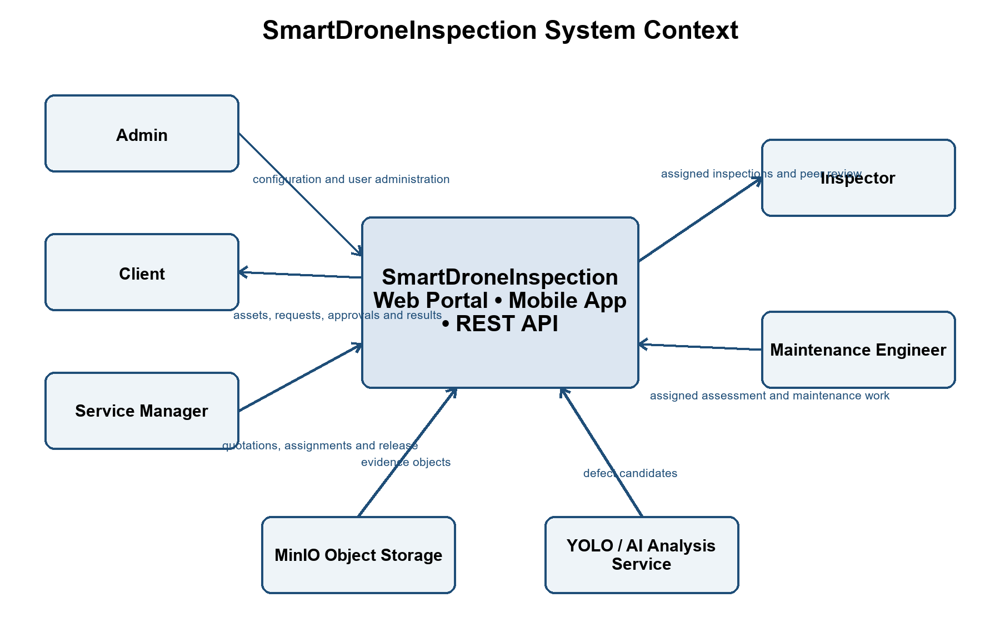 SmartDroneInspection System Context
Admin
configuration and user administration
assigned inspections and peer review
Inspector
Client
SmartDroneInspection
Web Portal • Mobile App
• REST API
assets, requests, approvals and results
Maintenance Engineer
assigned assessment and maintenance work
Service Manager
quotations, assignments and release
evidence objects
defect candidates
MinIO Object Storage
YOLO / AI Analysis
Service